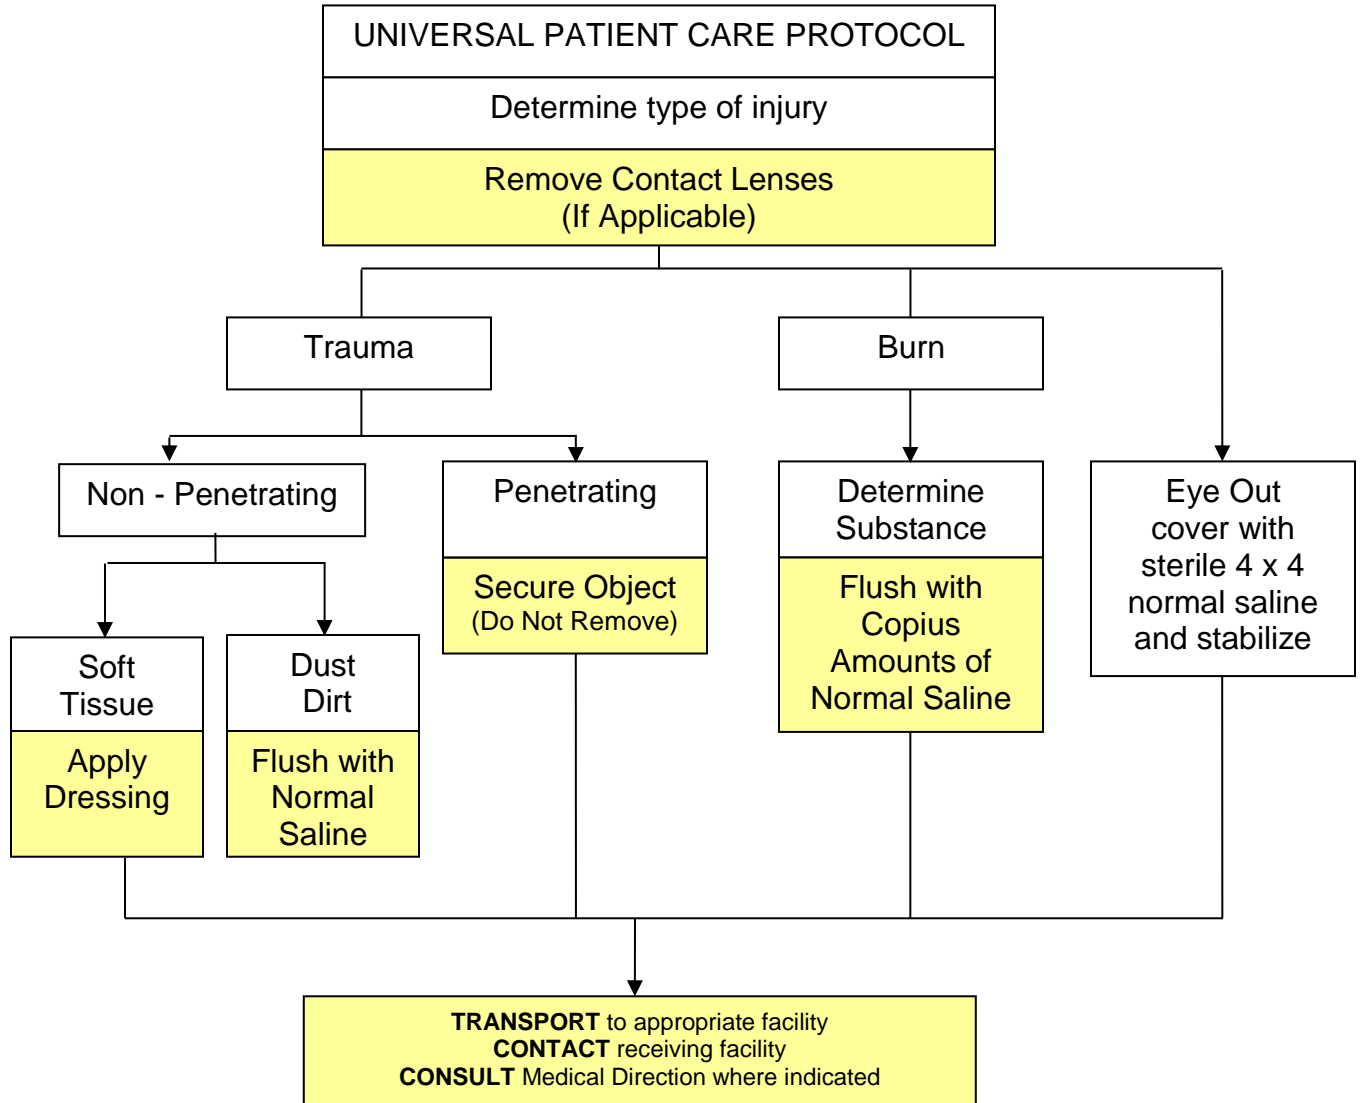 UNIVERSAL PATIENT CARE PROTOCOL
Determine type of injury
Remove Contact Lenses
(If Applicable)
Trauma
Burn
Non - Penetrating
Penetrating
Secure Object
(Do Not Remove)
Determine
Substance
Flush with
Copius
Amounts of
Normal Saline
Eye Out
cover with
sterile 4 x 4
normal saline
and stabilize
Soft
Tissue
Apply
Dressing
Dust
Dirt
Flush with
Normal
Saline
TRANSPORT to appropriate facility
CONTACT receiving facility
CONSULT Medical Direction where indicated